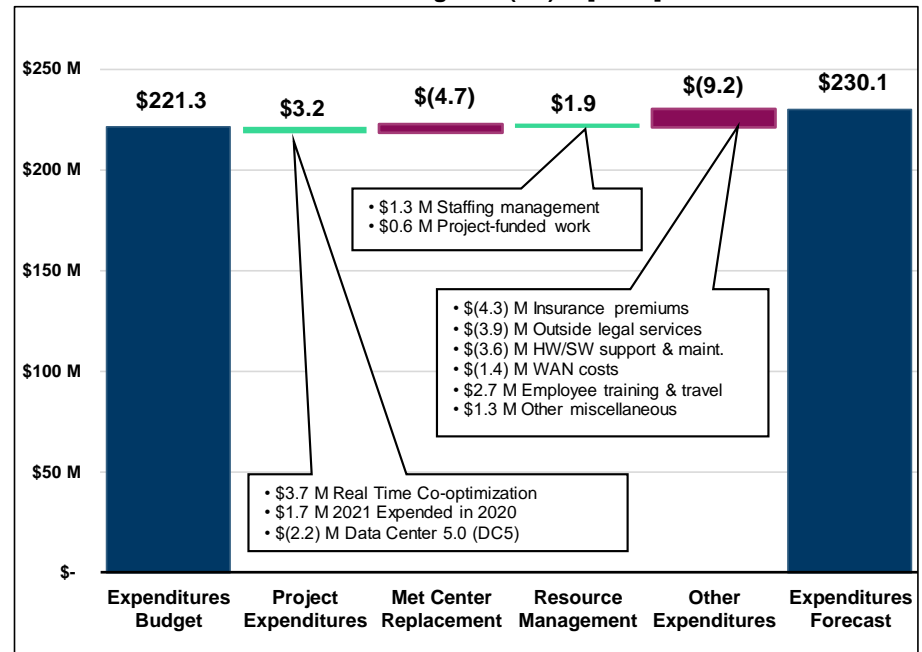 $250 M
$200 M
$150 M
$100 M
$50 M
$-
$221.3
$3.2
$(4.7)
$1.9
$(9.2)
$230.1
• $1.3 M Staffing management
• $0.6 M Project-funded work
• $(4.3) M Insurance premiums
• $(3.9) M Outside legal services
• $(3.6) M HW/SW support & maint.
• $(1.4) M WAN costs
• $2.7 M Employee training & travel
• $1.3 M Other miscellaneous
• $3.7 M Real Time Co-optimization
• $1.7 M 2021 Expended in 2020
• $(2.2) M Data Center 5.0 (DC5)
Expenditures
Budget
Project
Expenditures
Met Center
Replacement
Resource
Management
Other
Expenditures
Expenditures
Forecast